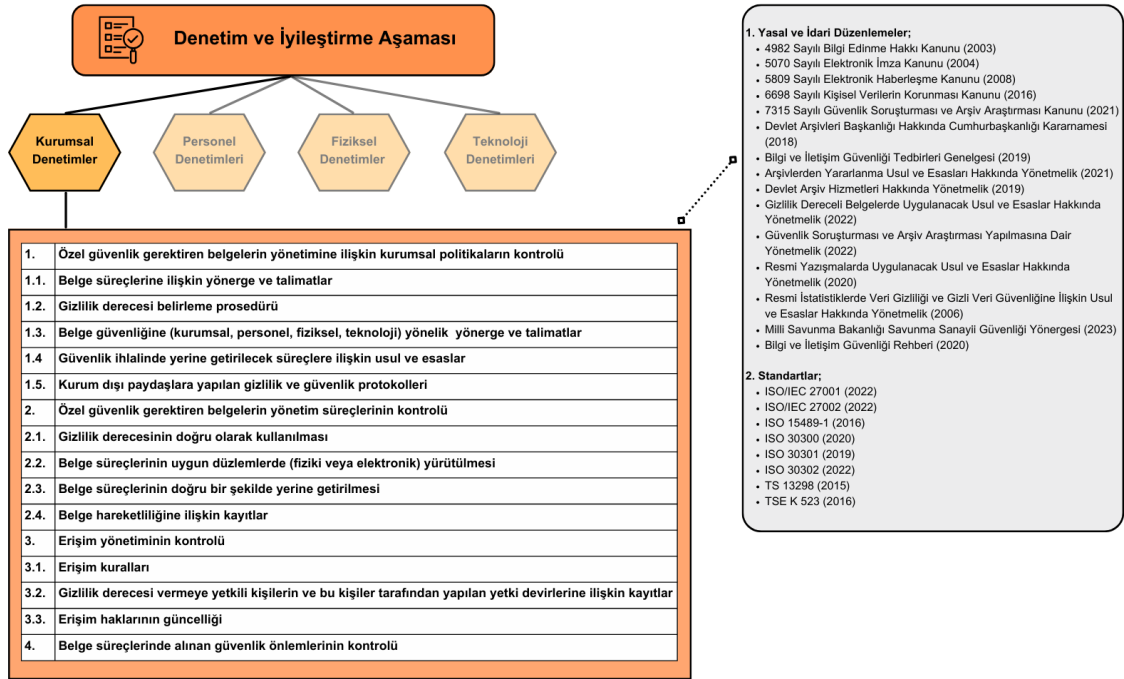 Denetim ve İyileştirme Aşaması
Kurumsal
Denetimler
Personel
Denetimleri
Fiziksel
Denetimler
Teknoloji
Denetimleri
1. Özel güvenlik gerektiren belgelerin yönetimine ilişkin kurumsal politikaların kontrolü
1.1. Belge süreçlerine ilişkin yönerge ve talimatlar
1.2. Gizlilik derecesi belirleme prosedürü
1.3. Belge güvenliğine (kurumsal, personel, fiziksel, teknoloji) yönelik yönerge ve talimatlar
1.4 Güvenlik ihlalinde yerine getirilecek süreçlere ilişkin usul ve esaslar
1.5. Kurum dışı paydaşlara yapılan gizlilik ve güvenlik protokolleri
2. Özel güvenlik gerektiren belgelerin yönetim süreçlerinin kontrolü
2.1. Gizlilik derecesinin doğru olarak kullanılması
2.2. Belge süreçlerinin uygun düzlemlerde (fiziki veya elektronik) yürütülmesi
2.3. Belge süreçlerinin doğru bir şekilde yerine getirilmesi
2.4. Belge hareketliliğine ilişkin kayıtlar
3. Erişim yönetiminin kontrolü
3.1. Erişim kuralları
3.2. Gizlilik derecesi vermeye yetkili kişilerin ve bu kişiler tarafından yapılan yetki devirlerine ilişkin kayıtlar
3.3. Erişim haklarının güncelliği
4. Belge süreçlerinde alınan güvenlik önlemlerinin kontrolü
1. Yasal ve İdari Düzenlemeler;
• 4982 Sayılı Bilgi Edinme Hakkı Kanunu (2003)
• 5070 Sayılı Elektronik İmza Kanunu (2004)
• 5809 Sayılı Elektronik Haberleşme Kanunu (2008)
• 6698 Sayılı Kişisel Verilerin Korunması Kanunu (2016)
• 7315 Sayılı Güvenlik Soruşturması ve Arşiv Araştırması Kanunu (2021)
• Devlet Arşivleri Başkanlığı Hakkında Cumhurbaşkanlığı Kararnamesi
(2018)
• Bilgi ve İletişim Güvenliği Tedbirleri Genelgesi (2019)
• Arşivlerden Yararlanma Usul ve Esasları Hakkında Yönetmelik (2021)
• Devlet Arşiv Hizmetleri Hakkında Yönetmelik (2019)
• Gizlilik Dereceli Belgelerde Uygulanacak Usul ve Esaslar Hakkında
Yönetmelik (2022)
• Güvenlik Soruşturması ve Arşiv Araştırması Yapılmasına Dair
Yönetmelik (2022)
• Resmi Yazışmalarda Uygulanacak Usul ve Esaslar Hakkında
Yönetmelik (2020)
• Resmi İstatistiklerde Veri Gizliliği ve Gizli Veri Güvenliğine İlişkin Usul
ve Esaslar Hakkında Yönetmelik (2006)
• Milli Savunma Bakanlığı Savunma Sanayii Güvenliği Yönergesi (2023)
• Bilgi ve İletişim Güvenliği Rehberi (2020)
2. Standartlar;
• ISO/IEC 27001 (2022)
• ISO/IEC 27002 (2022)
• ISO 15489-1 (2016)
• ISO 30300 (2020)
• ISO 30301 (2019)
• ISO 30302 (2022)
• TS 13298 (2015)
• TSE K 523 (2016)